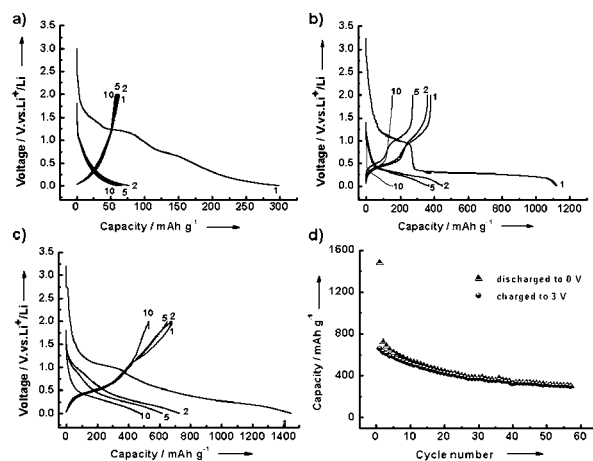 a)
3.5
3.0
2.5
2.0
1.5
1.0
0.5
0.0
Voltage / V.vs.Li+/Li
10 5 2
1
10 5 2
1
0 50 100 150 200 250 300
Capacity / mAh g-1
b)
3.5
3.0
2.5
2.0
1.5
1.0
0.5
0.0
Voltage / V.vs.Li+/Li
10 5 2
1
10 5 2
1
0 200 400 600 800 1000 1200
Capacity / mAh g-1
c)
3.5
3.0
2.5
2.0
1.5
1.0
0.5
0.0
Voltage / V.vs.Li+/Li
10 5 2
1
10 5 2
1
0 200 400 600 800 1000 1200 1400
Capacity / mAh g-1
d)
1600
1200
800
400
0
Capacity / mAh g-1
discharged to 0 V
charged to 3 V
0 10 20 30 40 50 60
Cycle number